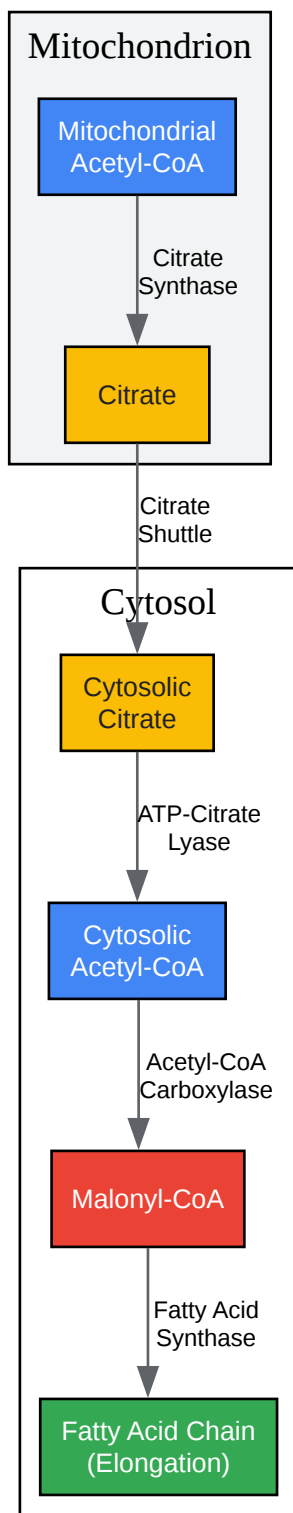 Mitochondrion
Mitochondrial
Acetyl-CoA
Citrate
Synthase
Citrate
Citrate
Shuttle
Cytosol
Cytosolic
Citrate
ATP-Citrate
Lyase
Cytosolic
Acetyl-CoA
Acetyl-CoA
Carboxylase
Malonyl-CoA
Fatty Acid
Synthase
Fatty Acid Chain
(Elongation)